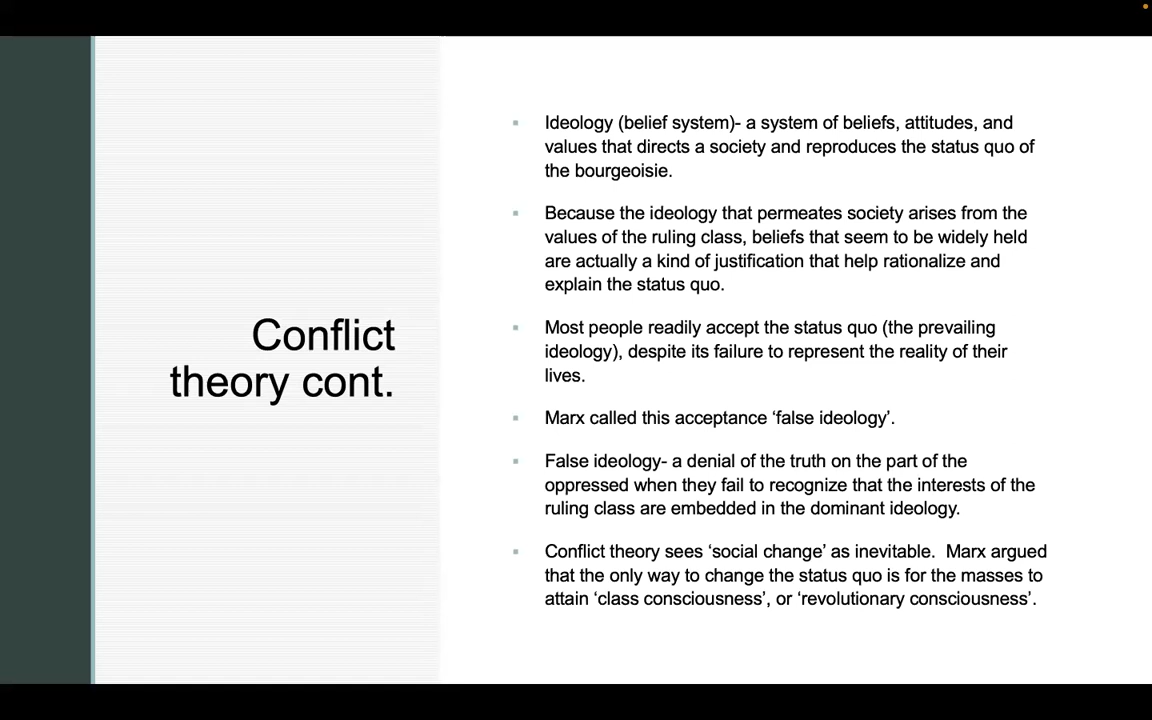 Conflict
theory cont.
Ideology (belief system)- a system of beliefs, attitudes, and
values that directs a society and reproduces the status quo of
the bourgeoisie.
Because the ideology that permeates society arises from the
values of the ruling class, beliefs that seem to be widely held
are actually a kind of justification that help rationalize and
explain the status quo.
Most people readily accept the status quo (the prevailing
ideology), despite its failure to represent the reality of their
lives.
Marx called this acceptance ‘false ideology’.
False ideology- a denial of the truth on the part of the
oppressed when they fail to recognize that the interests of the
ruling class are embedded in the dominant ideology.
Conflict theory sees ‘social change’ as inevitable.  Marx argued
that the only way to change the status quo is for the masses to
attain ‘class consciousness’, or ‘revolutionary consciousness’.